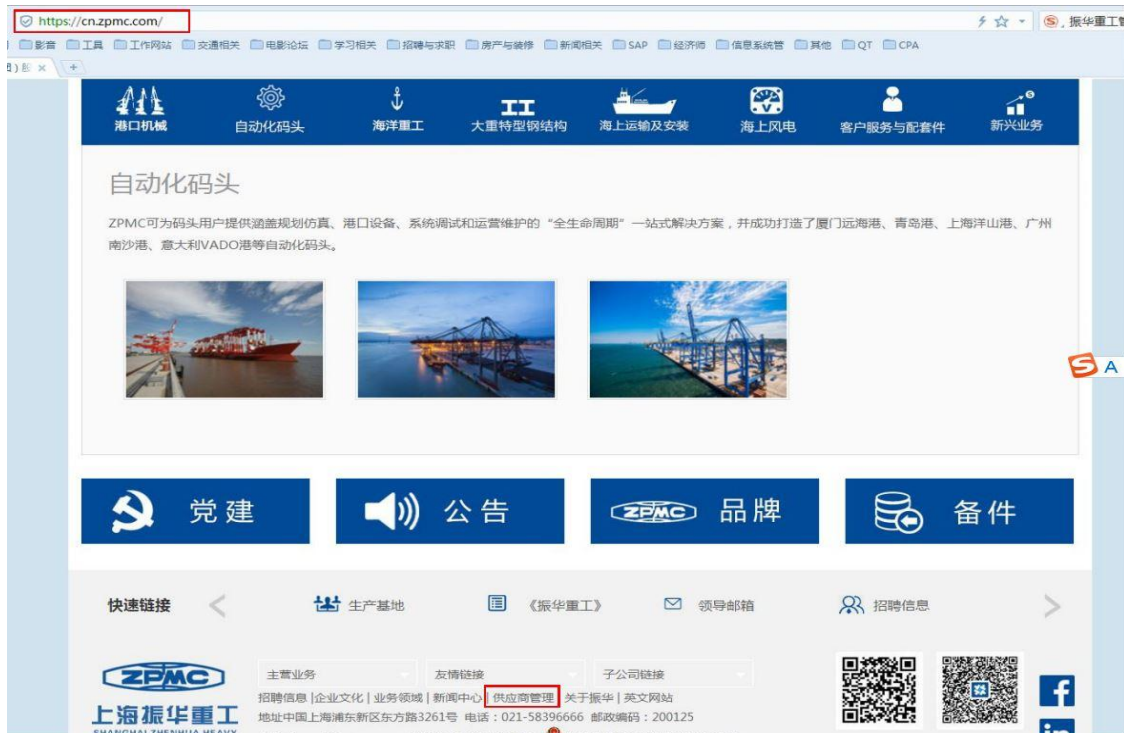 https://cn.zpmc.com/
振华重工
影音 工具 工作网站 交通相关 电影论坛 学习相关 招聘与求职 房产与装修 新闻相关 SAP 经济师 信息系统管 其他 QT CPA
港口机械 自动化码头 海洋重工 大重特型钢结构 海上运输及安装 海上风电 客户服务与配套件 新兴业务
自动化码头
ZPMC可为码头用户提供涵盖规划仿真、港口设备、系统调试和运营维护的“全生命周期”一站式解决方案，并成功打造了厦门远海港、青岛港、上海洋山港、广州
南沙港、意大利VADO港等自动化码头。
S A
党建 公告 ZPMC 品牌 备件
快速链接 < 生产基地 《振华重工》 领导邮箱 招聘信息 >
ZPMC 主营业务 友情链接 子公司链接
招聘信息 |企业文化 | 业务领域 | 新闻中心 | 供应商管理 | 关于振华 | 英文网站
上海振华重工 地址中国上海浦东新区东方路3261号 电话：021-58396666 邮政编码：200125
SHANGHAI ZHENHUA HEAVY
f
in